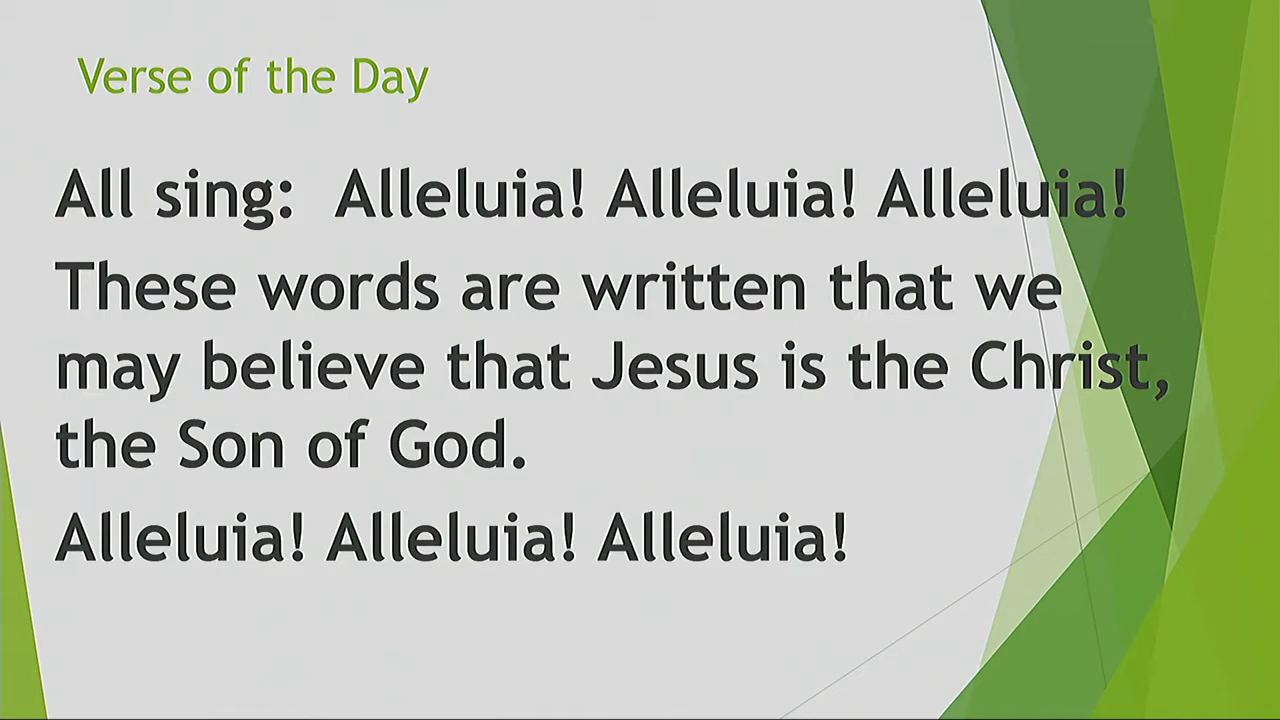 Verse of the Day
All sing:  Alleluia! Alleluia! Alleluia!
These words are written that we
may believe that Jesus is the Christ,
the Son of God.
Alleluia! Alleluia! Alleluia!